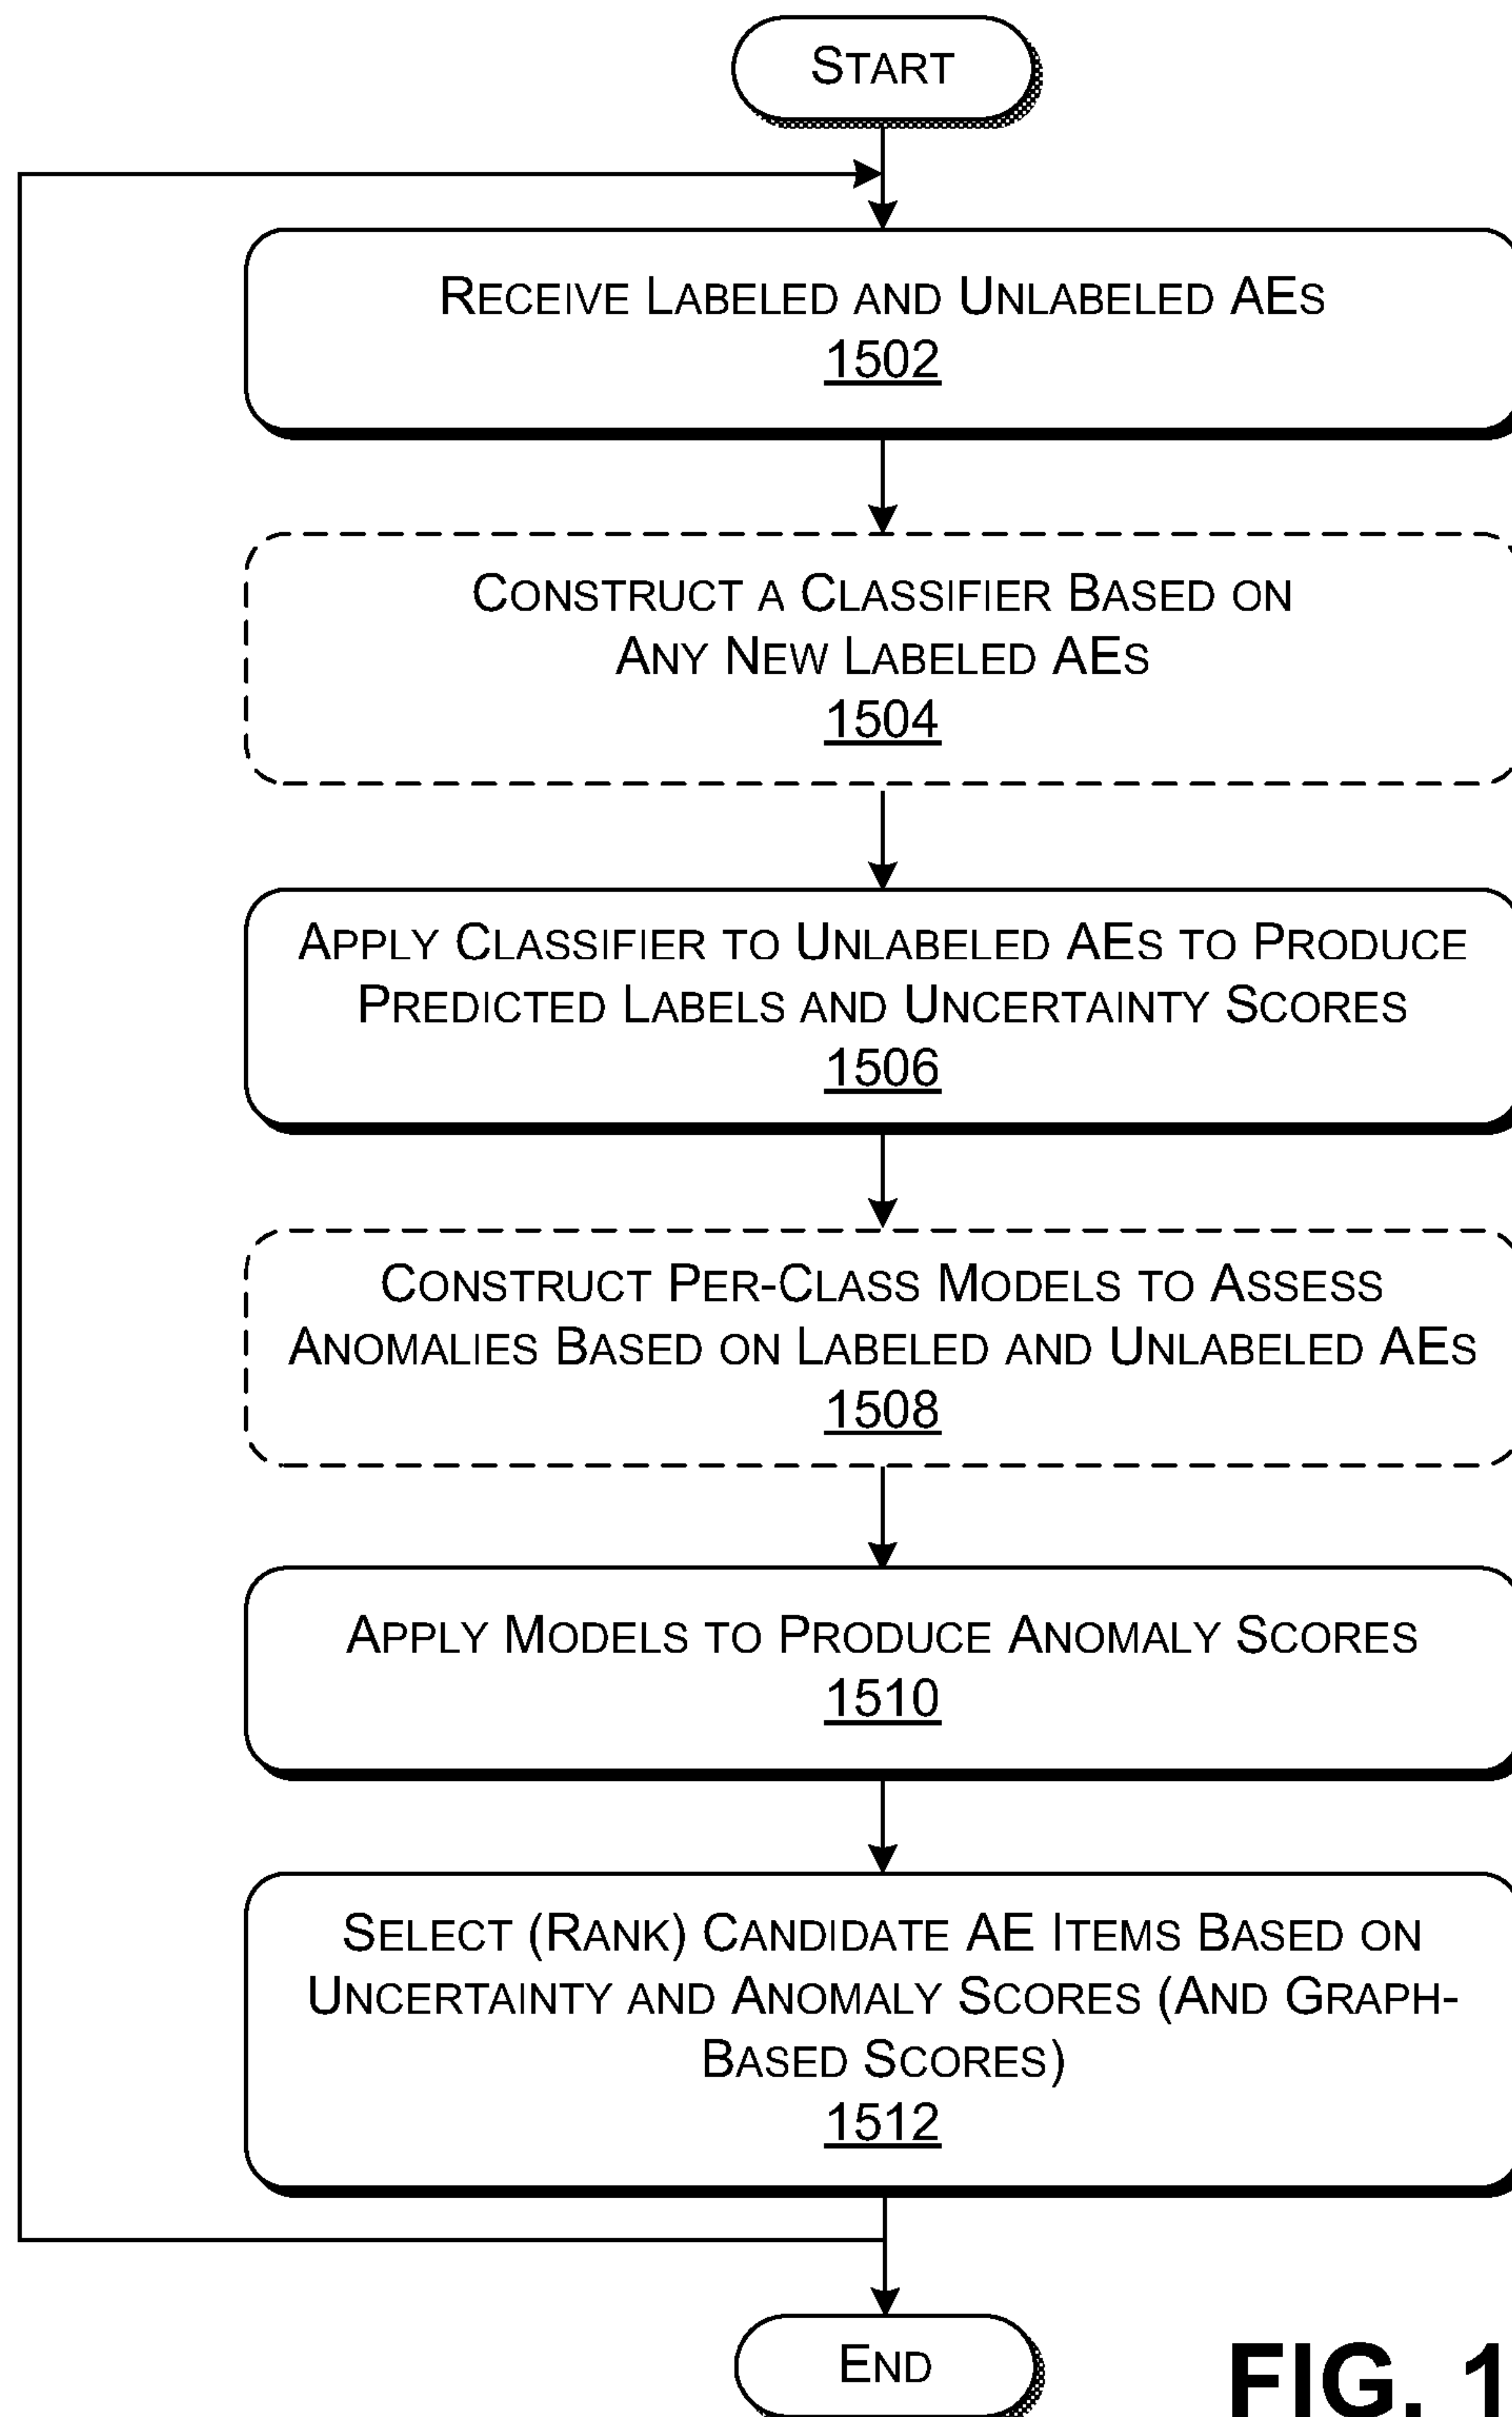 START
RECEIVE LABELED AND UNLABELED AES
1502
CONSTRUCT A CLASSIFIER BASED ON
ANY NEW LABELED AES
1504
APPLY CLASSIFIER TO UNLABELED AES TO PRODUCE
PREDICTED LABELS AND UNCERTAINTY SCORES
1506
CONSTRUCT PER-CLASS MODELS TO ASSESS
ANOMALIES BASED ON LABELED AND UNLABELED AES
1508
APPLY MODELS TO PRODUCE ANOMALY SCORES
1510
SELECT (RANK) CANDIDATE AE ITEMS BASED ON
UNCERTAINTY AND ANOMALY SCORES (AND GRAPH-
BASED SCORES)
1512
END
FIG. 1